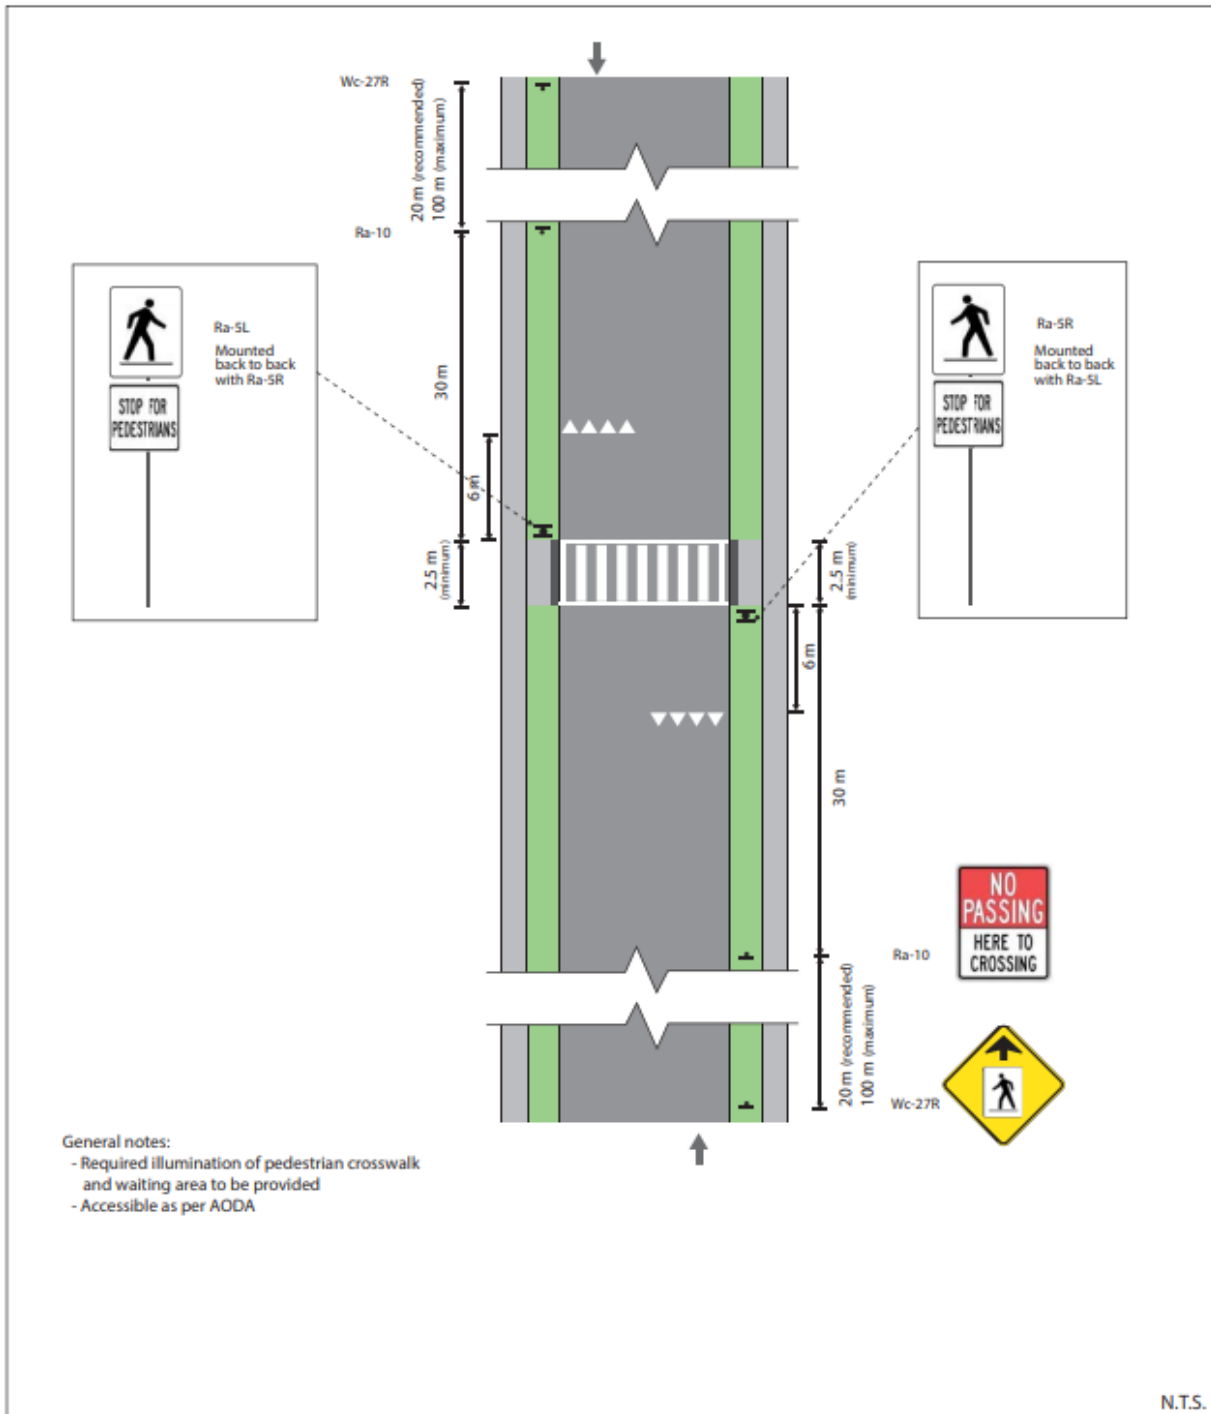 Wc-27R
20 m (recommended)
100 m (maximum)
Ra-10
30 m
6 m
2.5 m
(minimum)
Ra-5L
Mounted
back to back
with Ra-5R
STOP FOR
PEDESTRIANS
Ra-5R
Mounted
back to back
with Ra-5L
STOP FOR
PEDESTRIANS
2.5 m
(minimum)
6 m
30 m
NO
PASSING
HERE TO
CROSSING
Ra-10
20 m (recommended)
100 m (maximum)
Wc-27R
General notes:
- Required illumination of pedestrian crosswalk
and waiting area to be provided
- Accessible as per AODA
N.T.S.